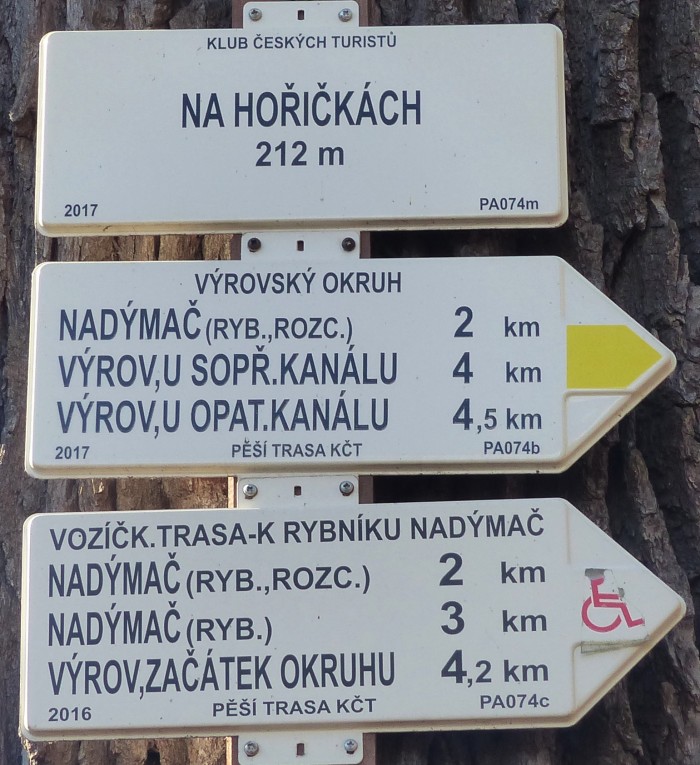 KLUB ČESKÝCH TURISTŮ
NA HOŘIČKÁCH
212 m
2017 PA074m
VÝROVSKÝ OKRUH
NADÝMAČ (RYB.,ROZC.) 2 km
VÝROV,U SOPŘ.KANÁLU 4 km
VÝROV,U OPAT.KANÁLU 4,5 km
2017 PĚŠÍ TRASA KČT PA074b
VOZÍČK.TRASA-K RYBNÍKU NADÝMAČ
NADÝMAČ (RYB.,ROZC.) 2 km
NADÝMAČ (RYB.) 3 km
VÝROV,ZAČÁTEK OKRUHU 4,2 km
2016 PĚŠÍ TRASA KČT PA074c